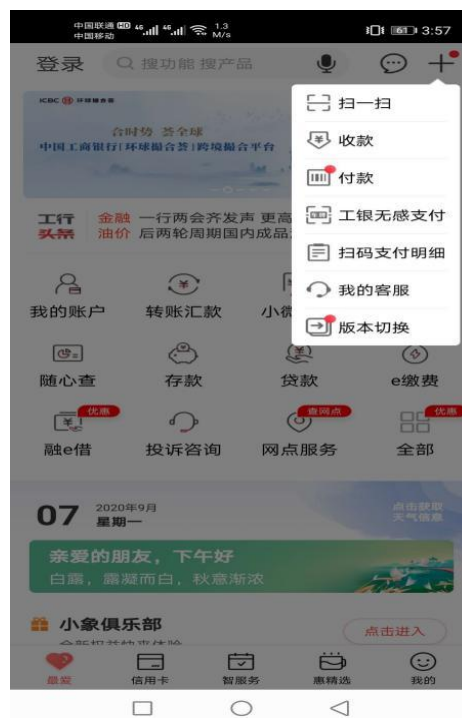 中国联通 HD 46 46 1.3 M/s 61 3:57
中国移动
登录 搜功能 搜产品
扫一扫
收款
付款
工银无感支付
扫码支付明细
我的客服
版本切换
ICBC 环球撮合荟
合时势 荟全球
中国工商银行|环球撮合荟|跨境撮合平台
工行 金融 一行两会齐发声 更高
头条 油价 后两轮周期国内成品
我的账户 转账汇款 小微
随心查 存款 贷款 e缴费
优惠 查网点 优惠
融e借 投诉咨询 网点服务 全部
07 2020年9月 点击获取
星期一 天气信息
亲爱的朋友，下午好
白露，露凝而白，秋意渐浓
小象俱乐部 点击进入
最爱 信用卡 智服务 惠精选 我的